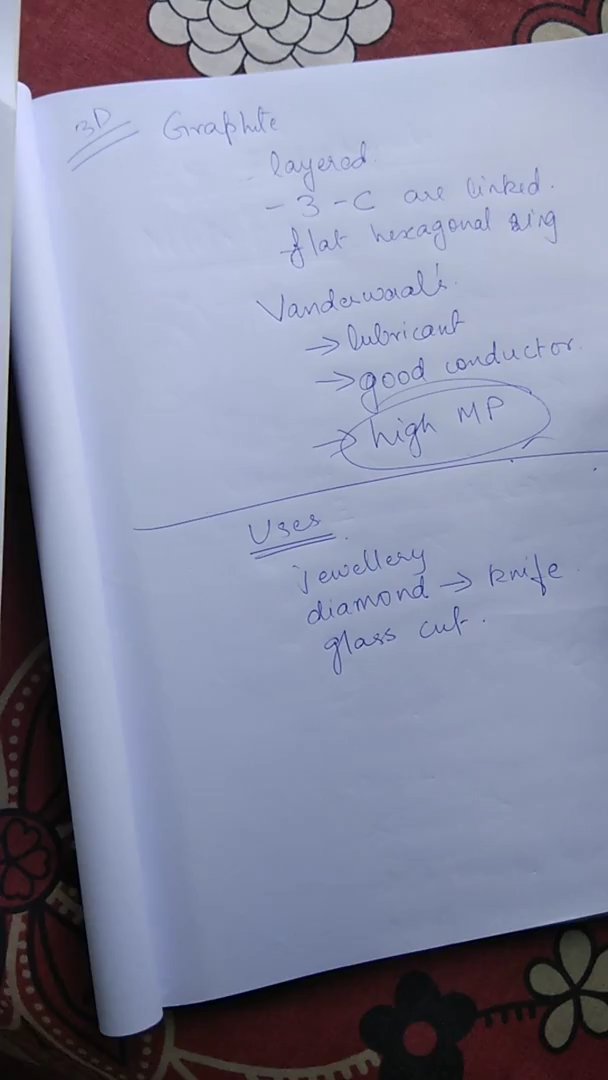 3D Graphite
- layered.
- 3 - C are linked.
flat hexagonal ring
Vanderwaal's.
→ lubricant
→ good conductor.
→ high MP
Uses
Jewellery
diamond → knife
glass cut.